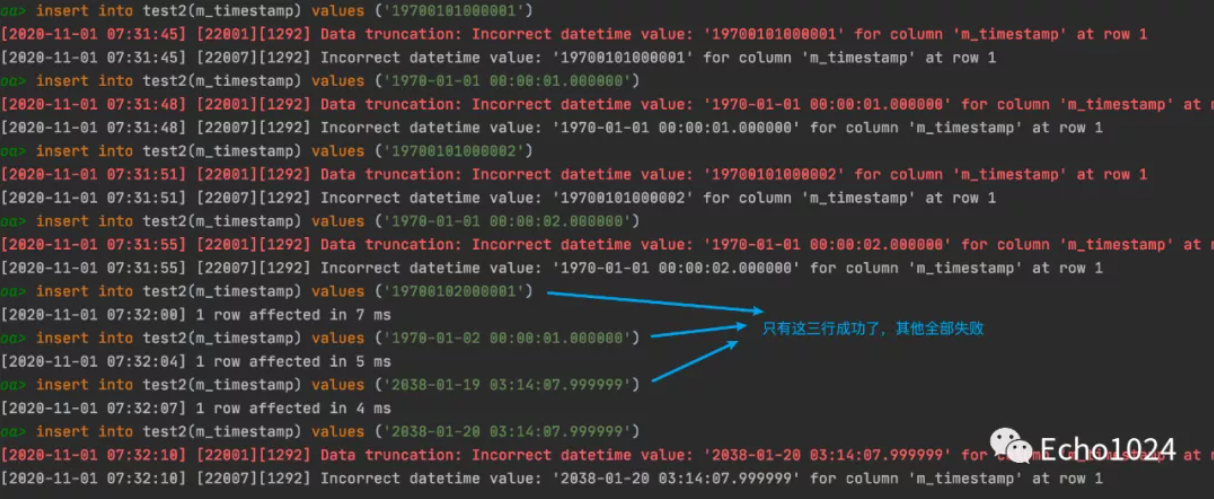 oa> insert into test2(m_timestamp) values ('19700101000001')
[2020-11-01 07:31:45] [22001][1292] Data truncation: Incorrect datetime value: '19700101000001' for column 'm_timestamp' at row 1
[2020-11-01 07:31:45] [22007][1292] Incorrect datetime value: '19700101000001' for column 'm_timestamp' at row 1
oa> insert into test2(m_timestamp) values ('1970-01-01 00:00:01.000000')
[2020-11-01 07:31:48] [22001][1292] Data truncation: Incorrect datetime value: '1970-01-01 00:00:01.000000' for column 'm_timestamp' at
[2020-11-01 07:31:48] [22007][1292] Incorrect datetime value: '1970-01-01 00:00:01.000000' for column 'm_timestamp' at row 1
oa> insert into test2(m_timestamp) values ('19700101000002')
[2020-11-01 07:31:51] [22001][1292] Data truncation: Incorrect datetime value: '19700101000002' for column 'm_timestamp' at row 1
[2020-11-01 07:31:51] [22007][1292] Incorrect datetime value: '19700101000002' for column 'm_timestamp' at row 1
oa> insert into test2(m_timestamp) values ('1970-01-01 00:00:02.000000')
[2020-11-01 07:31:55] [22001][1292] Data truncation: Incorrect datetime value: '1970-01-01 00:00:02.000000' for column 'm_timestamp' at
[2020-11-01 07:31:55] [22007][1292] Incorrect datetime value: '1970-01-01 00:00:02.000000' for column 'm_timestamp' at row 1
oa> insert into test2(m_timestamp) values ('19700102000001')
[2020-11-01 07:32:00] 1 row affected in 7 ms
只有这三行成功了，其他全部失败
oa> insert into test2(m_timestamp) values ('1970-01-02 00:00:01.000000')
[2020-11-01 07:32:04] 1 row affected in 5 ms
oa> insert into test2(m_timestamp) values ('2038-01-19 03:14:07.999999')
[2020-11-01 07:32:07] 1 row affected in 4 ms
oa> insert into test2(m_timestamp) values ('2038-01-20 03:14:07.999999')
Echo1024
[2020-11-01 07:32:10] [22001][1292] Data truncation: Incorrect datetime value: '2038-01-20 03:14:07.999999' for column 'm_timestamp' at
[2020-11-01 07:32:10] [22007][1292] Incorrect datetime value: '2038-01-20 03:14:07.999999' for column 'm_timestamp' at row 1